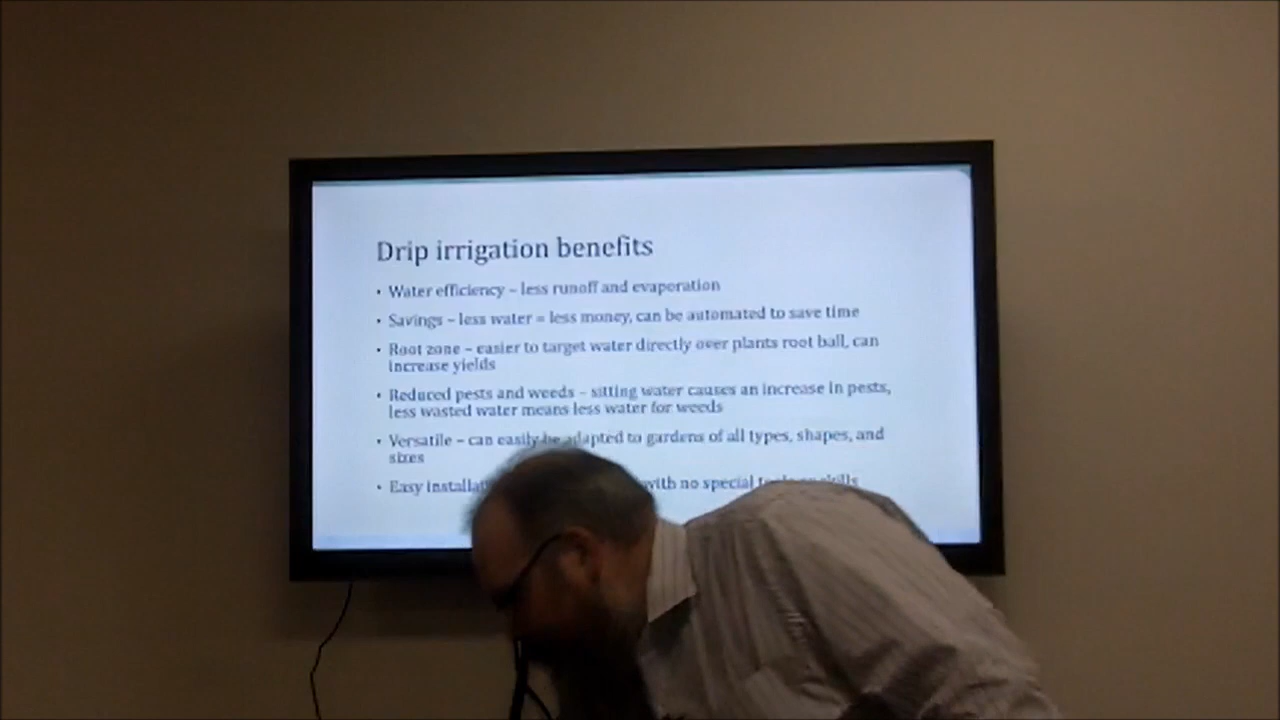 Drip irrigation benefits
• Water efficiency – less runoff and evaporation
• Savings – less water = less money, can be automated to save time
• Root zone – easier to target water directly over plants root ball, can
increase yields
• Reduced pests and weeds – sitting water causes an increase in pests,
less wasted water means less water for weeds
• Versatile – can easily be adapted to gardens of all types, shapes, and
sizes
• Easy with no special